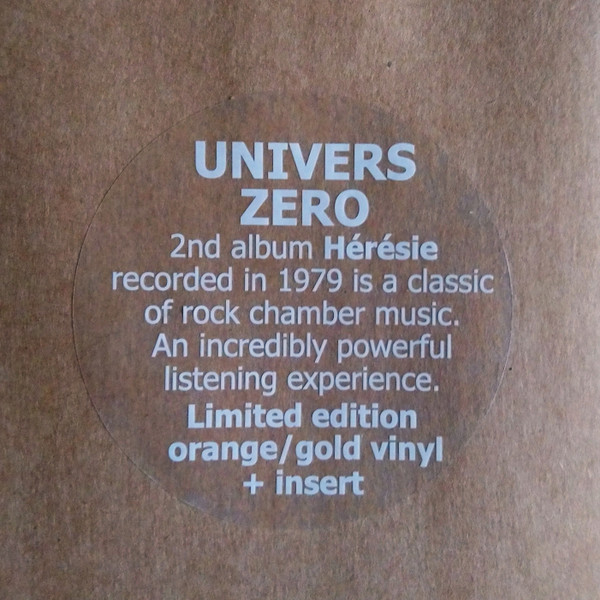 UNIVERS
ZERO
2nd album Hérésie
recorded in 1979 is a classic
of rock chamber music.
An incredibly powerful
listening experience.
Limited edition
orange/gold vinyl
+ insert